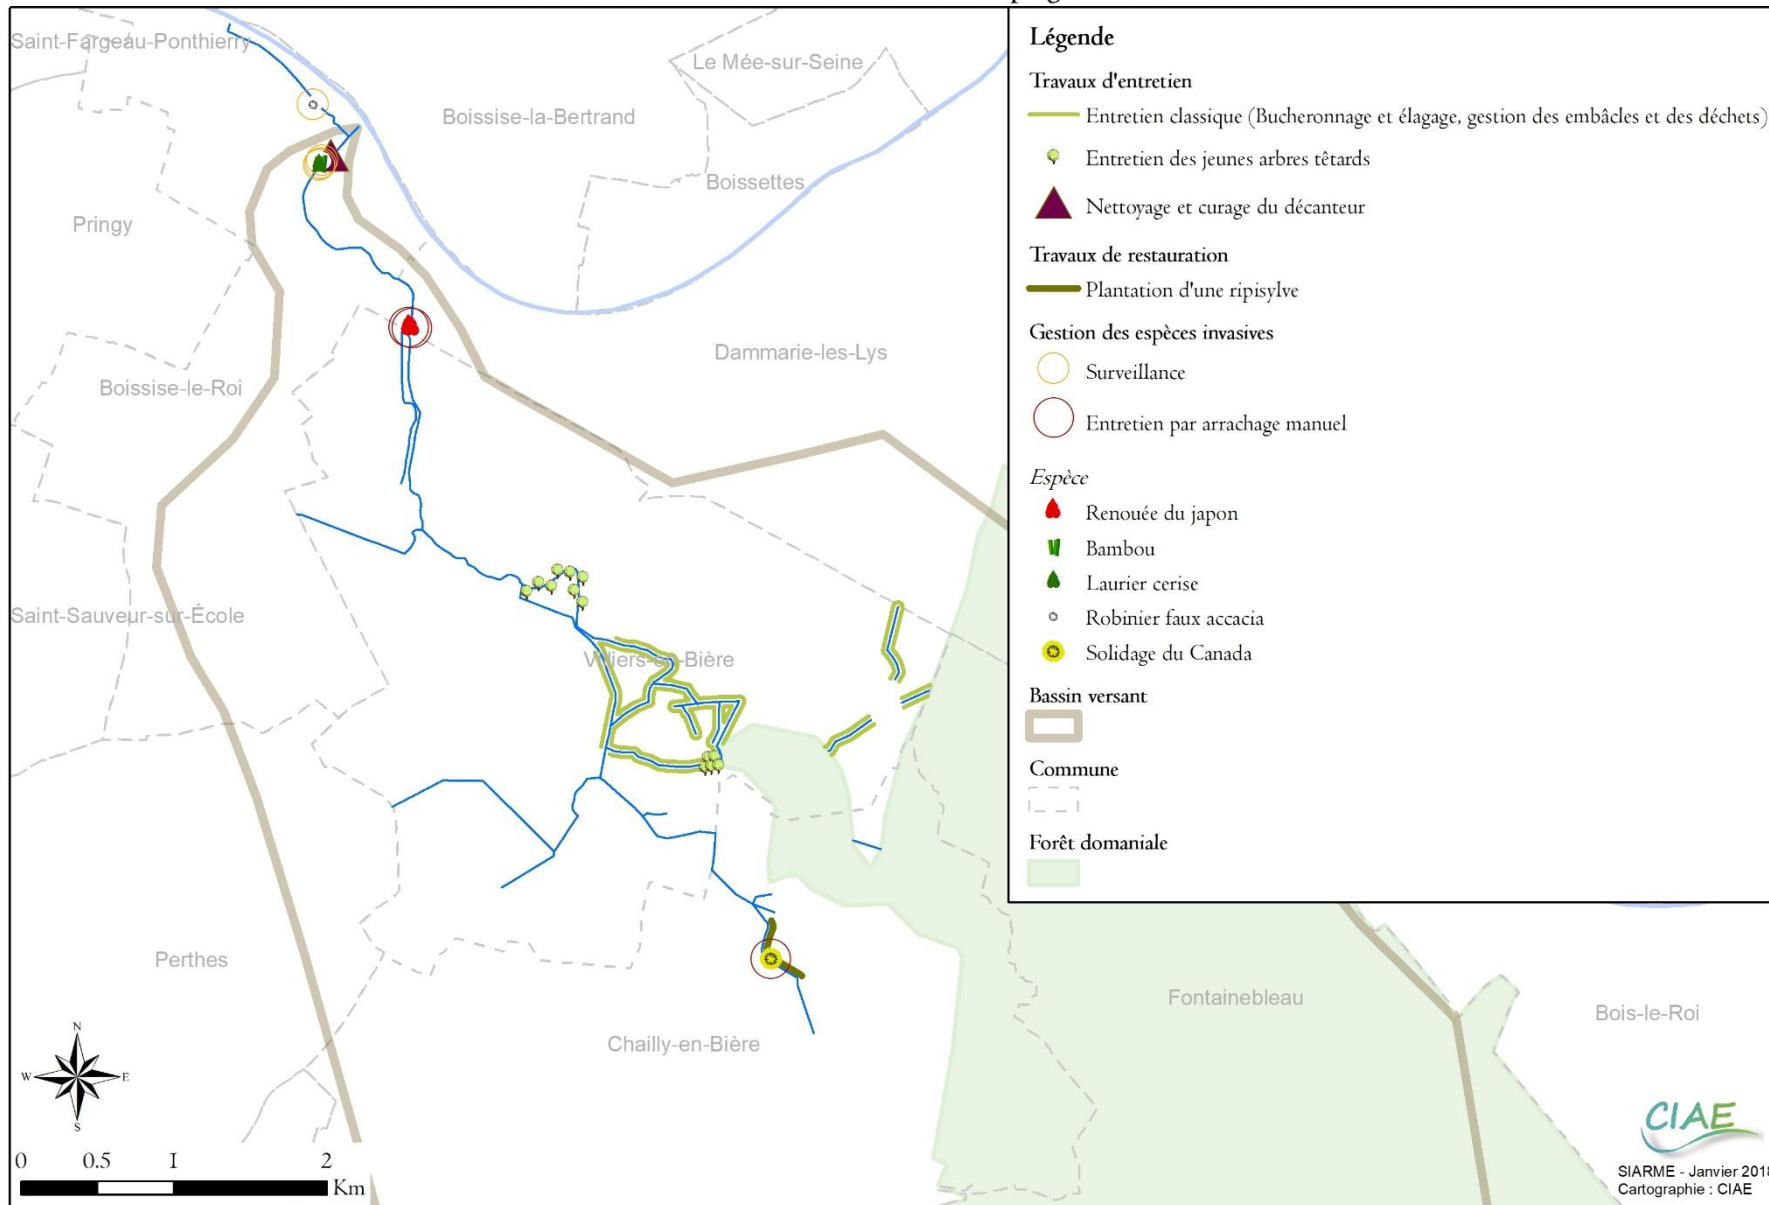 Saint-Fargeau-Ponthierry
Le Mée-sur-Seine
Boissise-la-Bertrand
Boissettes
Pringy
Dammarie-les-Lys
Boissise-le-Roi
Saint-Sauveur-sur-École
Villiers-en-Bière
Perthes
Chailly-en-Bière
Fontainebleau
Bois-le-Roi
Légende
Travaux d'entretien
Entretien classique (Bucheronnage et élagage, gestion des embâcles et des déchets)
Entretien des jeunes arbres têtards
Nettoyage et curage du décanteur
Travaux de restauration
Plantation d'une ripisylve
Gestion des espèces invasives
Surveillance
Entretien par arrachage manuel
Espèce
Renouée du japon
Bambou
Laurier cerise
Robinier faux accacia
Solidage du Canada
Bassin versant
Commune
Forêt domaniale
N
W E
S
0 0.5 1 2
Km
CIAE
SIARME - Janvier 2018
Cartographie : CIAE